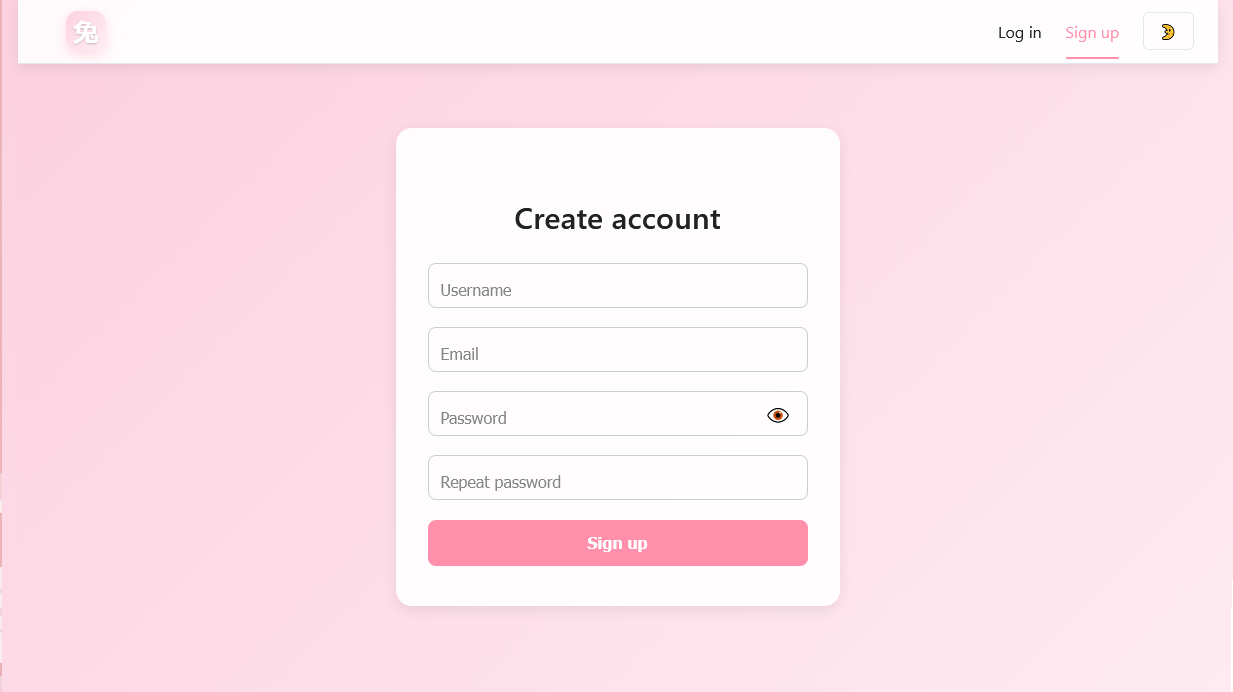 兔
Log in
Sign up
Create account
Username
Email
Password
Repeat password
Sign up